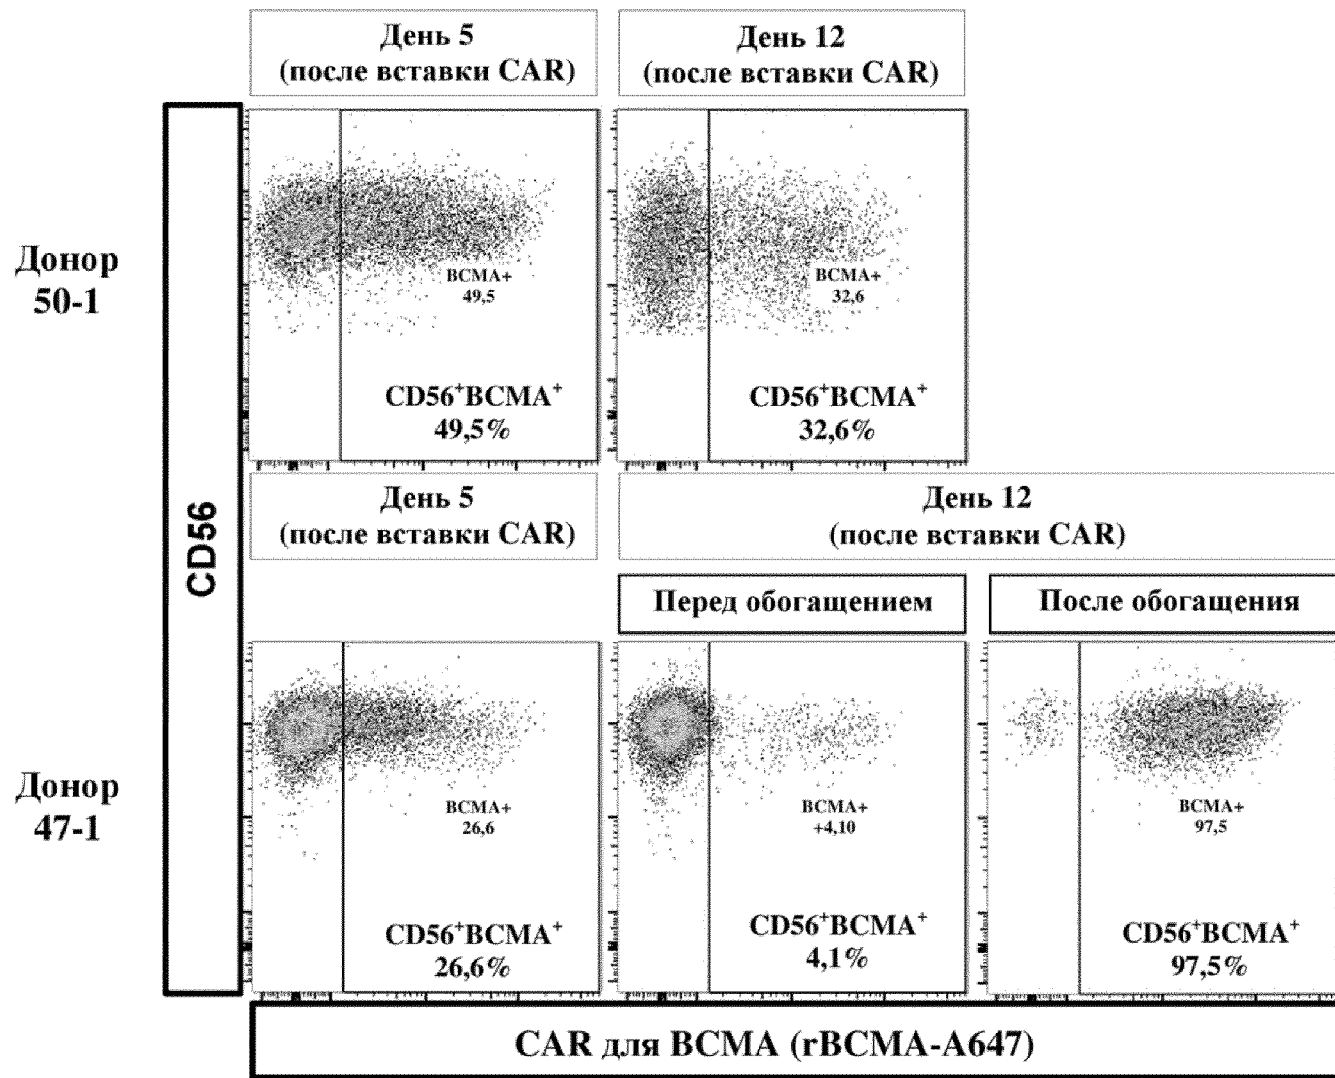 День 5
(после вставки CAR)
День 12
(после вставки CAR)
Донор
50-1
BCMA+
49,5
CD56⁺BCMA⁺
49,5%
BCMA+
32,6
CD56⁺BCMA⁺
32,6%
CD56
День 5
(после вставки CAR)
День 12
(после вставки CAR)
Перед обогащением
После обогащения
Донор
47-1
BCMA+
26,6
CD56⁺BCMA⁺
26,6%
BCMA+
+4,10
CD56⁺BCMA⁺
4,1%
BCMA+
97,5
CD56⁺BCMA⁺
97,5%
CAR для BCMA (rBCMA-A647)